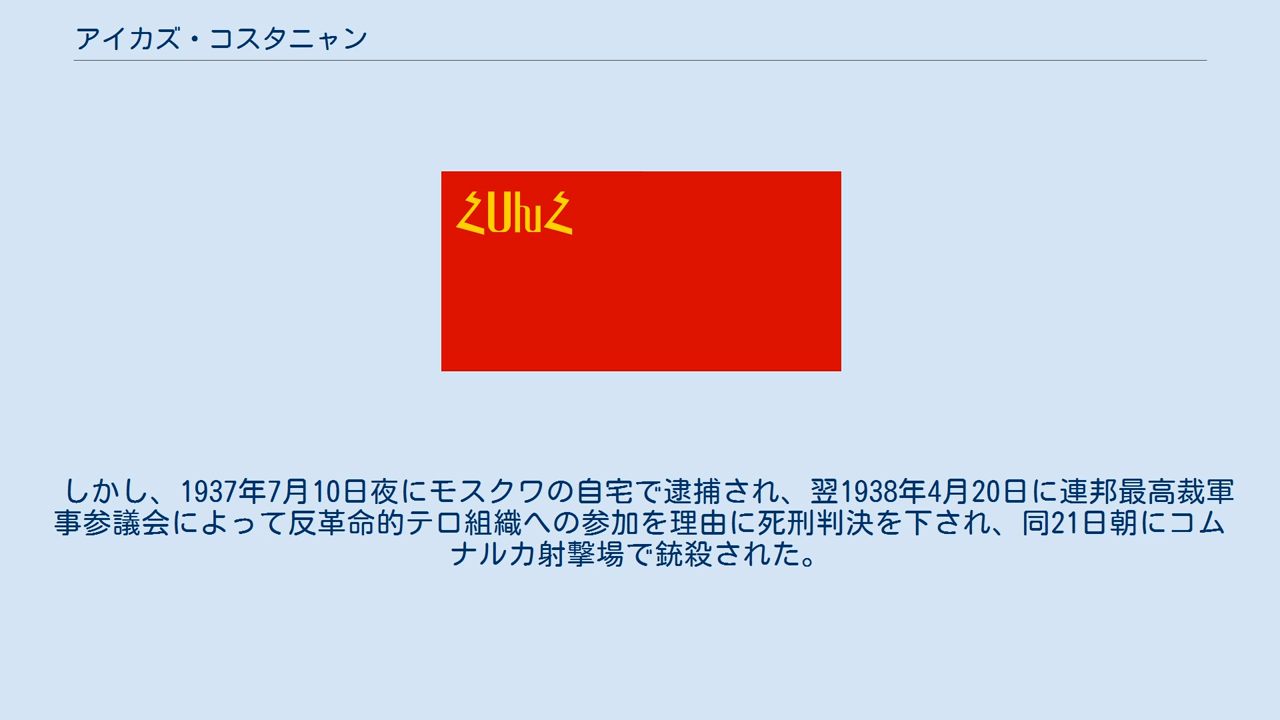 アイカズ・コスタニャン
ՀՍԽՀ
しかし、1937年7月10日夜にモスクワの自宅で逮捕され、翌1938年4月20日に連邦最高裁軍
事参議会によって反革命的テロ組織への参加を理由に死刑判決を下され、同21日朝にコム
ナルカ射撃場で銃殺された。